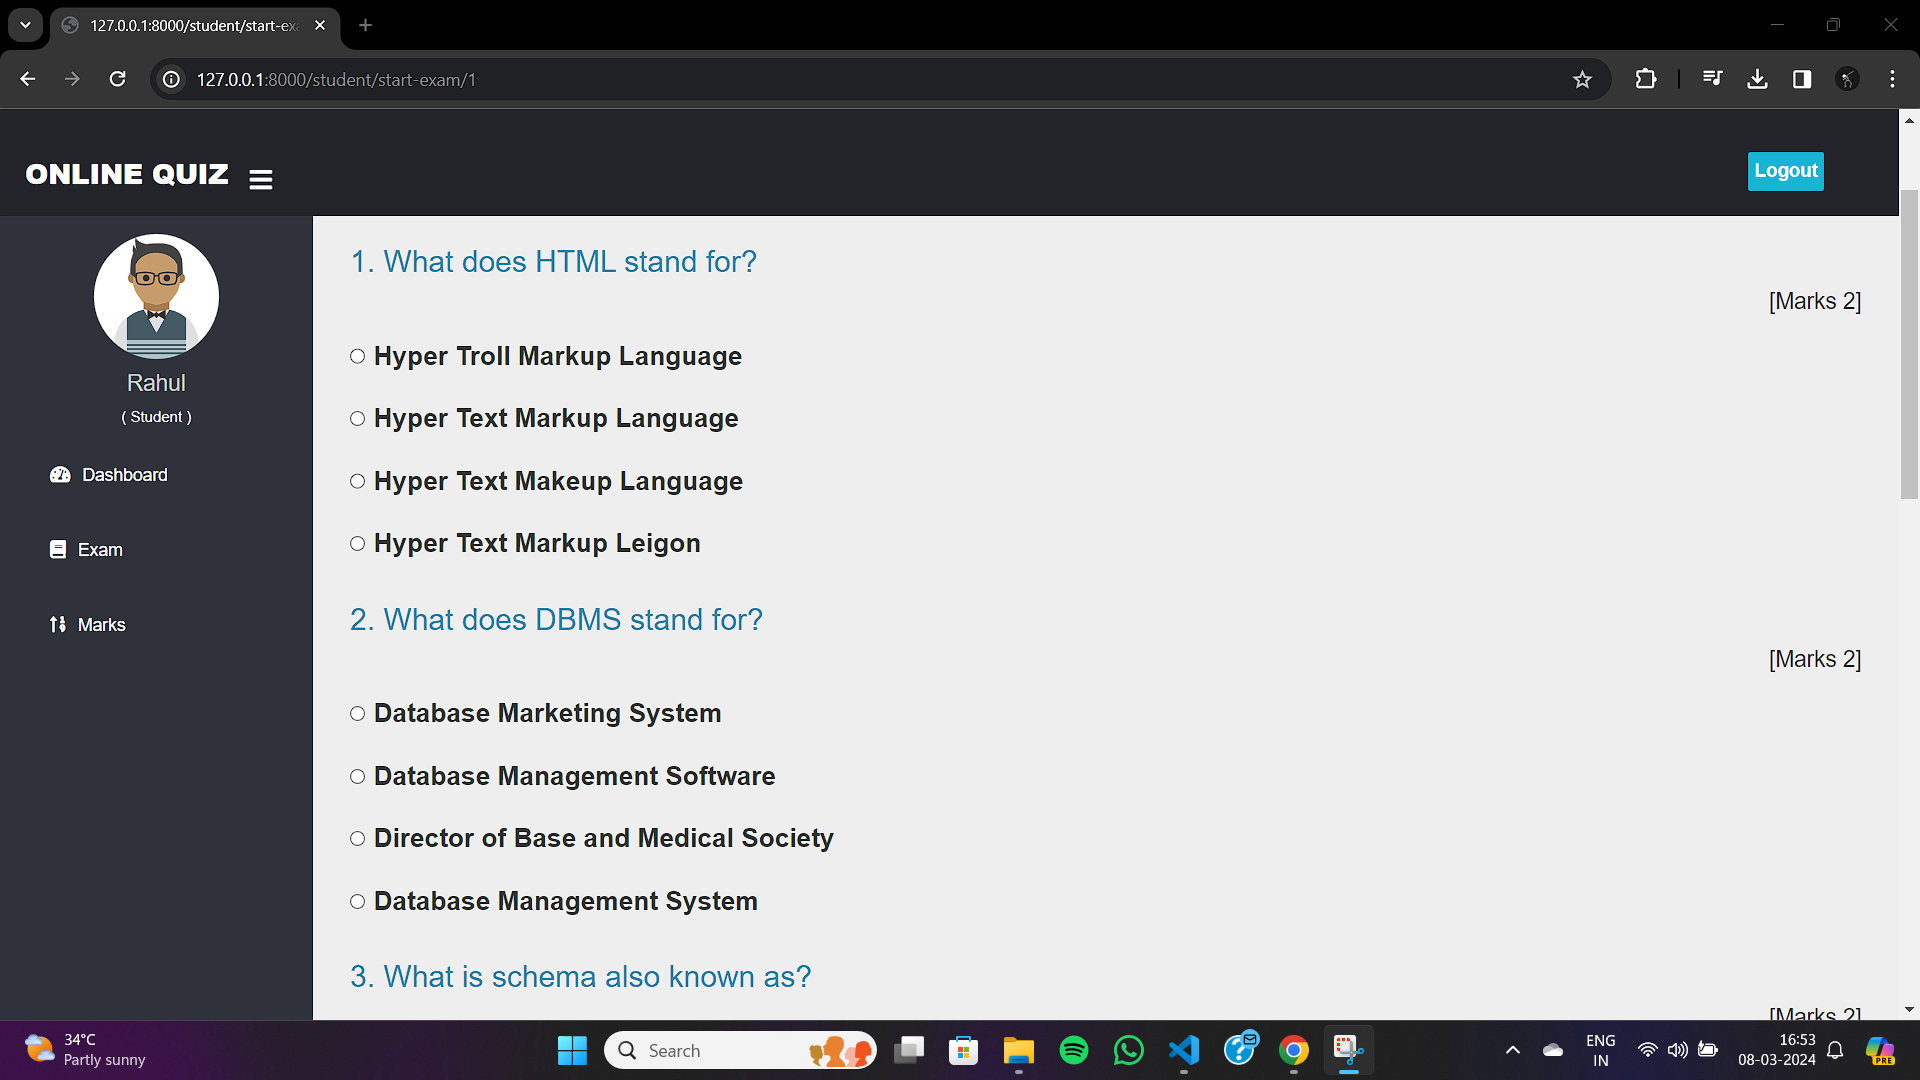 127.0.0.1:8000/student/start-ex
127.0.0.1:8000/student/start-exam/1
ONLINE QUIZ
Logout
Rahul
( Student )
Dashboard
Exam
Marks
1. What does HTML stand for?
[Marks 2]
Hyper Troll Markup Language
Hyper Text Markup Language
Hyper Text Makeup Language
Hyper Text Markup Leigon
2. What does DBMS stand for?
[Marks 2]
Database Marketing System
Database Management Software
Director of Base and Medical Society
Database Management System
3. What is schema also known as?
[Marks 2]
34°C
Partly sunny
Search
ENG
IN
16:53
08-03-2024
PRE